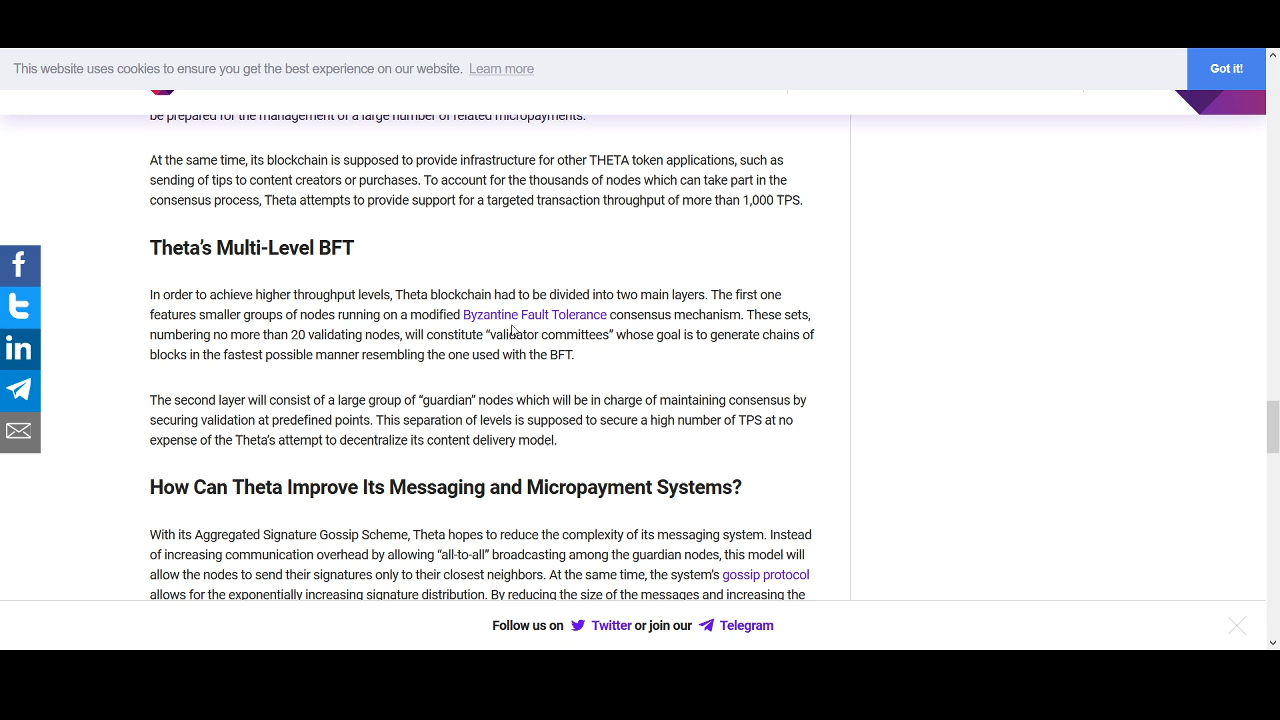 This website uses cookies to ensure you get the best experience on our website. Learn more
Got it!
be prepared for the management of a large number of related micropayments.
At the same time, its blockchain is supposed to provide infrastructure for other THETA token applications, such as
sending of tips to content creators or purchases. To account for the thousands of nodes which can take part in the
consensus process, Theta attempts to provide support for a targeted transaction throughput of more than 1,000 TPS.
Theta’s Multi-Level BFT
In order to achieve higher throughput levels, Theta blockchain had to be divided into two main layers. The first one
features smaller groups of nodes running on a modified Byzantine Fault Tolerance consensus mechanism. These sets,
numbering no more than 20 validating nodes, will constitute “validator committees” whose goal is to generate chains of
blocks in the fastest possible manner resembling the one used with the BFT.
The second layer will consist of a large group of “guardian” nodes which will be in charge of maintaining consensus by
securing validation at predefined points. This separation of levels is supposed to secure a high number of TPS at no
expense of the Theta’s attempt to decentralize its content delivery model.
How Can Theta Improve Its Messaging and Micropayment Systems?
With its Aggregated Signature Gossip Scheme, Theta hopes to reduce the complexity of its messaging system. Instead
of increasing communication overhead by allowing “all-to-all” broadcasting among the guardian nodes, this model will
allow the nodes to send their signatures only to their closest neighbors. At the same time, the system’s gossip protocol
allows for the exponentially increasing signature distribution. By reducing the size of the messages and increasing the
Follow us on Twitter or join our Telegram